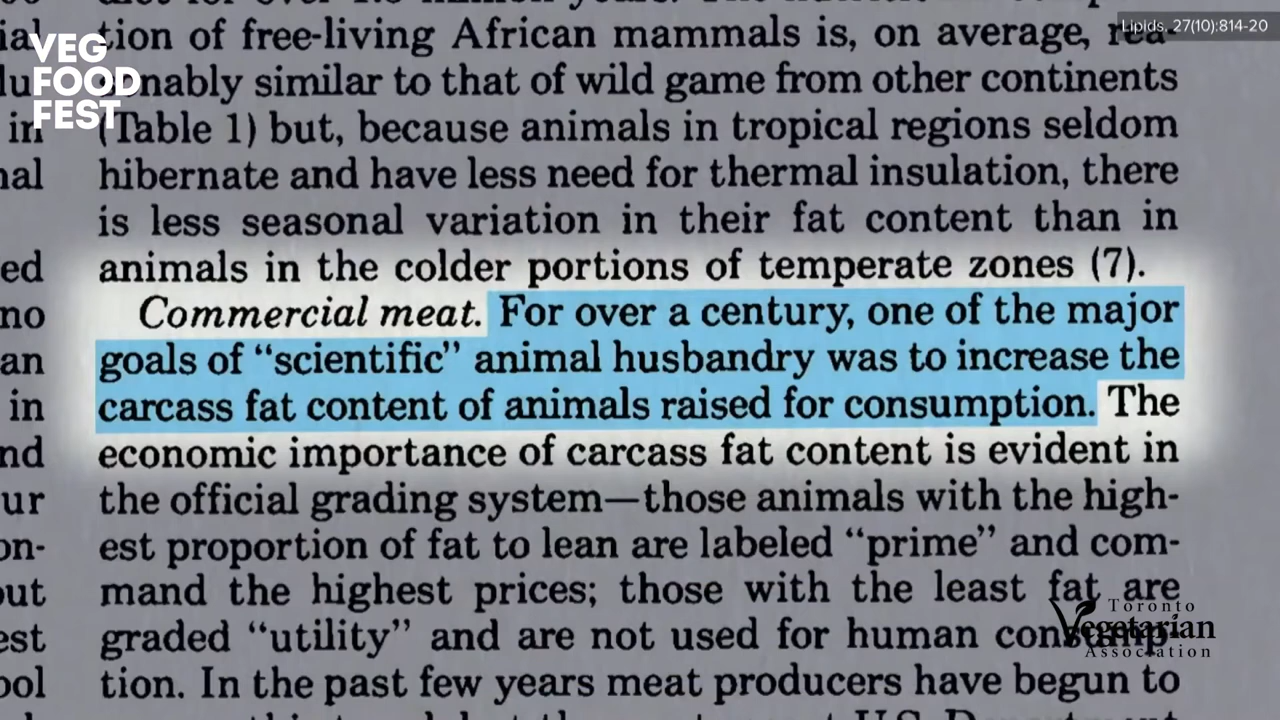 Lipids. 27(10):814-20
VEG
FOOD
FEST
tion of free-living African mammals is, on average, rea-
sonably similar to that of wild game from other continents
(Table 1) but, because animals in tropical regions seldom
hibernate and have less need for thermal insulation, there
is less seasonal variation in their fat content than in
animals in the colder portions of temperate zones (7).
Commercial meat. For over a century, one of the major
goals of “scientific” animal husbandry was to increase the
carcass fat content of animals raised for consumption. The
economic importance of carcass fat content is evident in
the official grading system—those animals with the high-
est proportion of fat to lean are labeled “prime” and com-
mand the highest prices; those with the least fat are
graded “utility” and are not used for human consump-
tion. In the past few years meat producers have begun to
Toronto
Vegetarian
Association